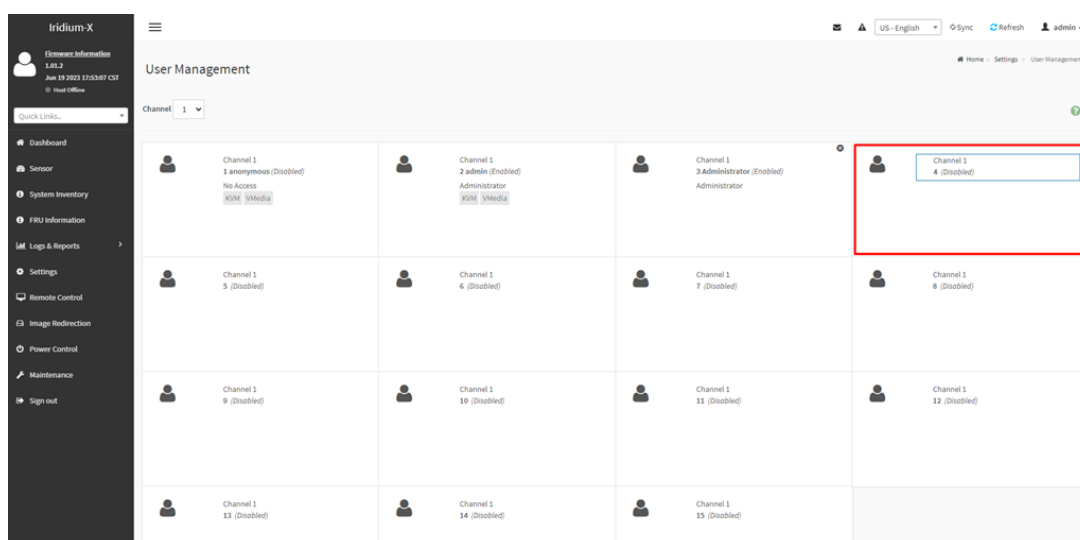 Iridium-X
Firmware Information
1.01.2
Jun 19 2023 17:53:07 CST
Host Offline
Quick Links..
Dashboard
Sensor
System Inventory
FRU Information
Logs & Reports
Settings
Remote Control
Image Redirection
Power Control
Maintenance
Sign out
US - English
Sync
Refresh
admin
User Management
Home
Settings
User Management
Channel 1
Channel 1
1 anonymous (Disabled)
No Access
KVM VMedia
Channel 1
2 admin (Enabled)
Administrator
KVM VMedia
Channel 1
3 Administrator (Enabled)
Administrator
Channel 1
4 (Disabled)
Channel 1
5 (Disabled)
Channel 1
6 (Disabled)
Channel 1
7 (Disabled)
Channel 1
8 (Disabled)
Channel 1
9 (Disabled)
Channel 1
10 (Disabled)
Channel 1
11 (Disabled)
Channel 1
12 (Disabled)
Channel 1
13 (Disabled)
Channel 1
14 (Disabled)
Channel 1
15 (Disabled)